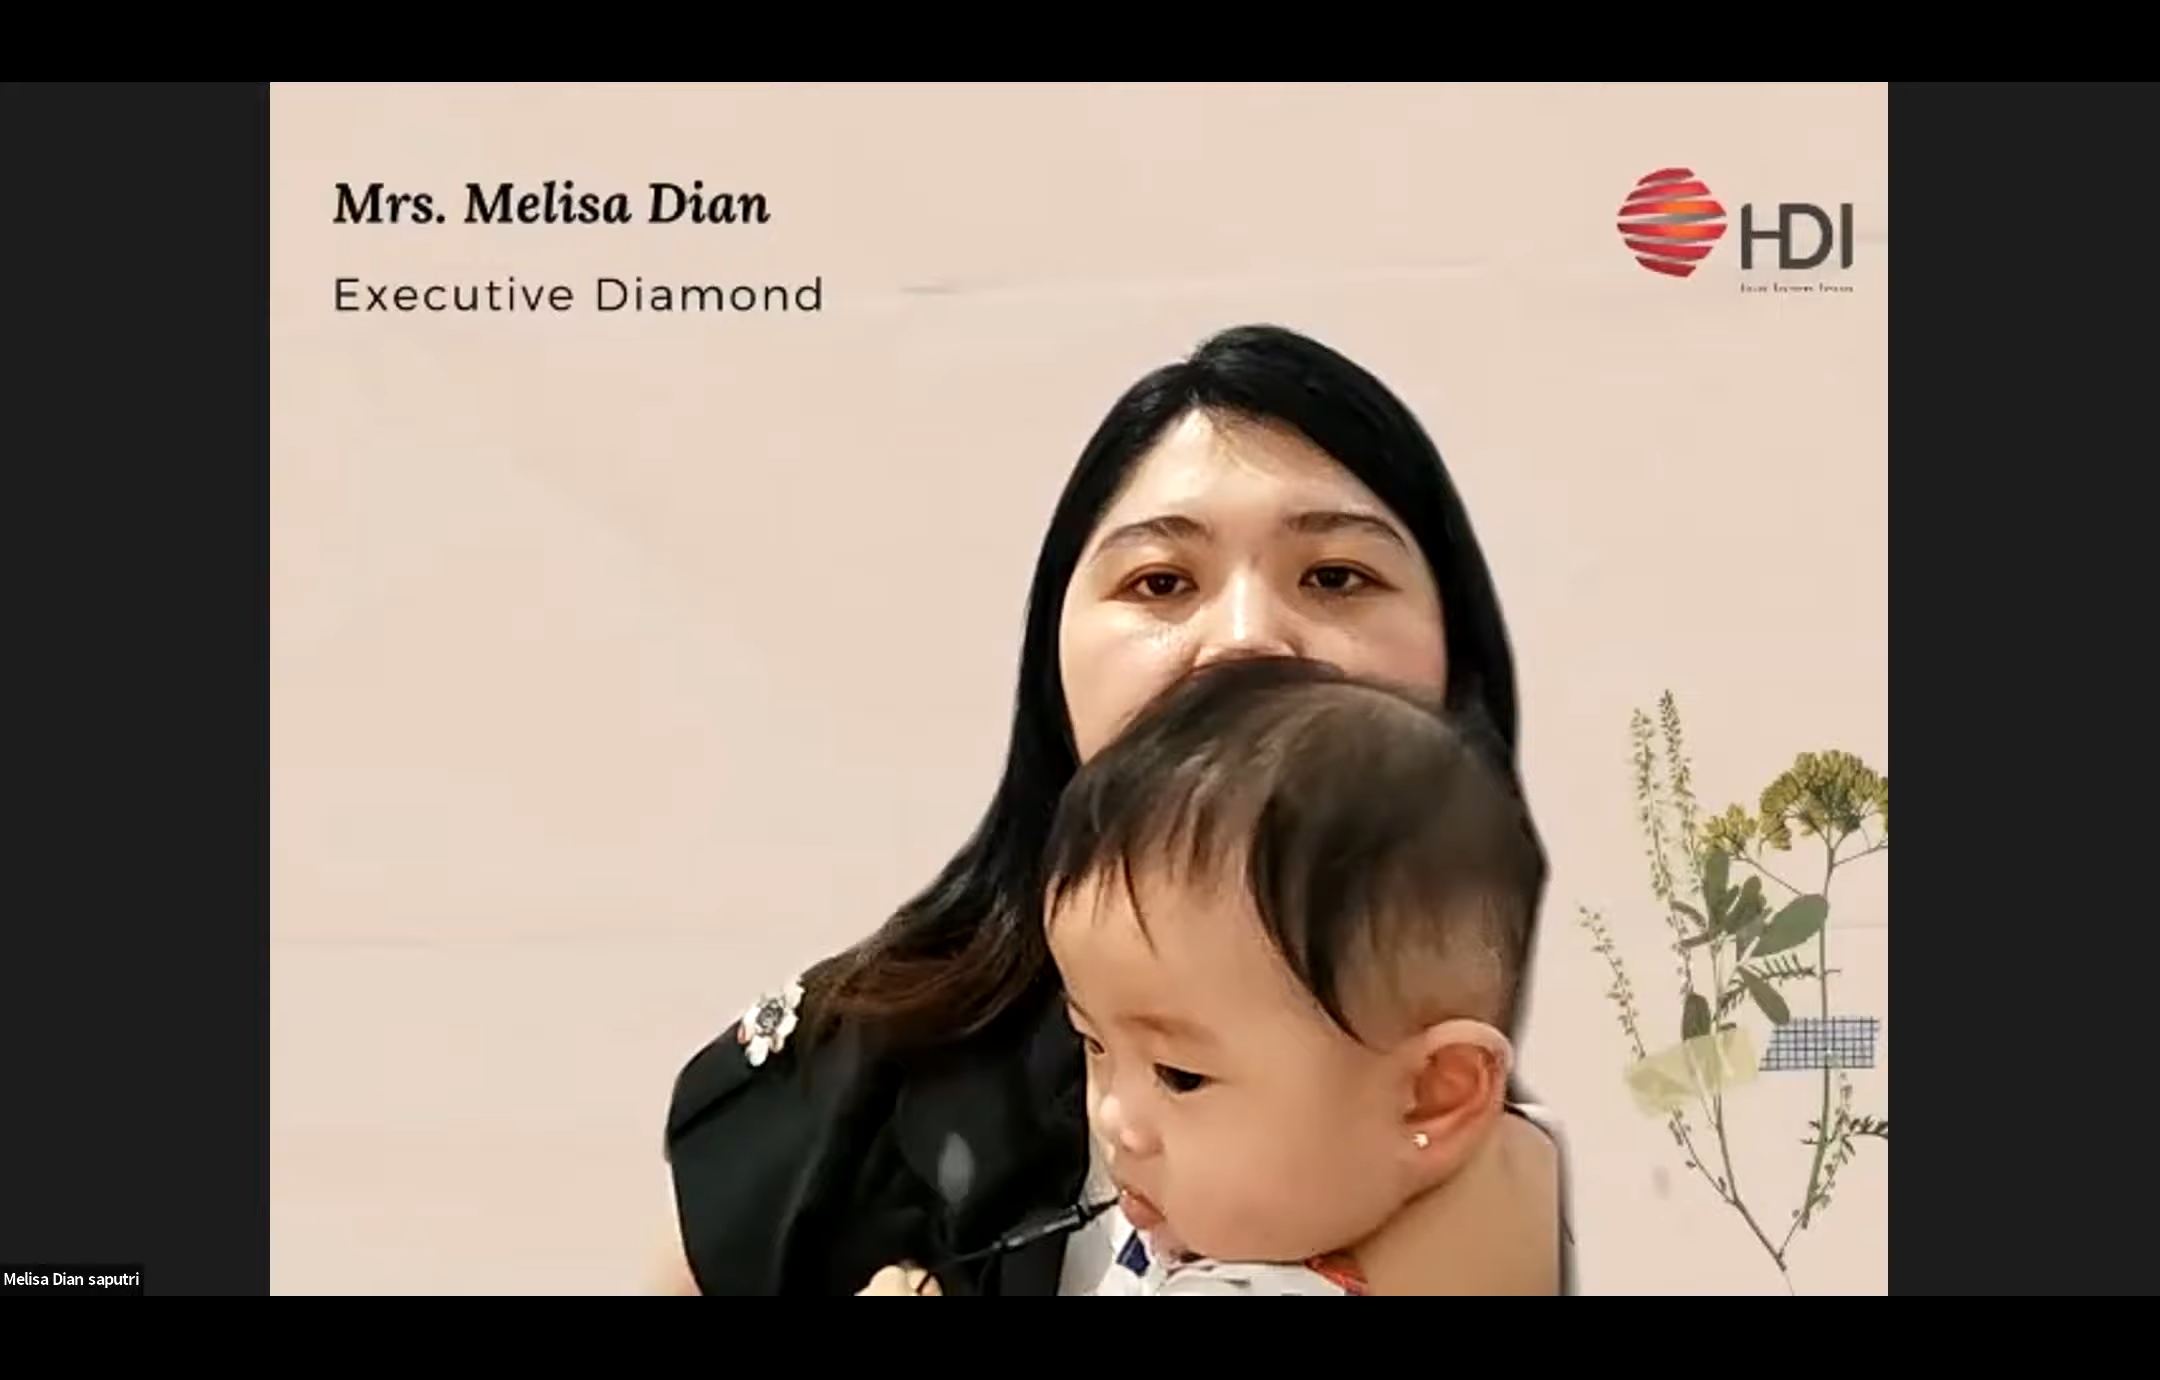 Mrs. Melisa Dian
Executive Diamond
HDI
Melisa Dian saputri